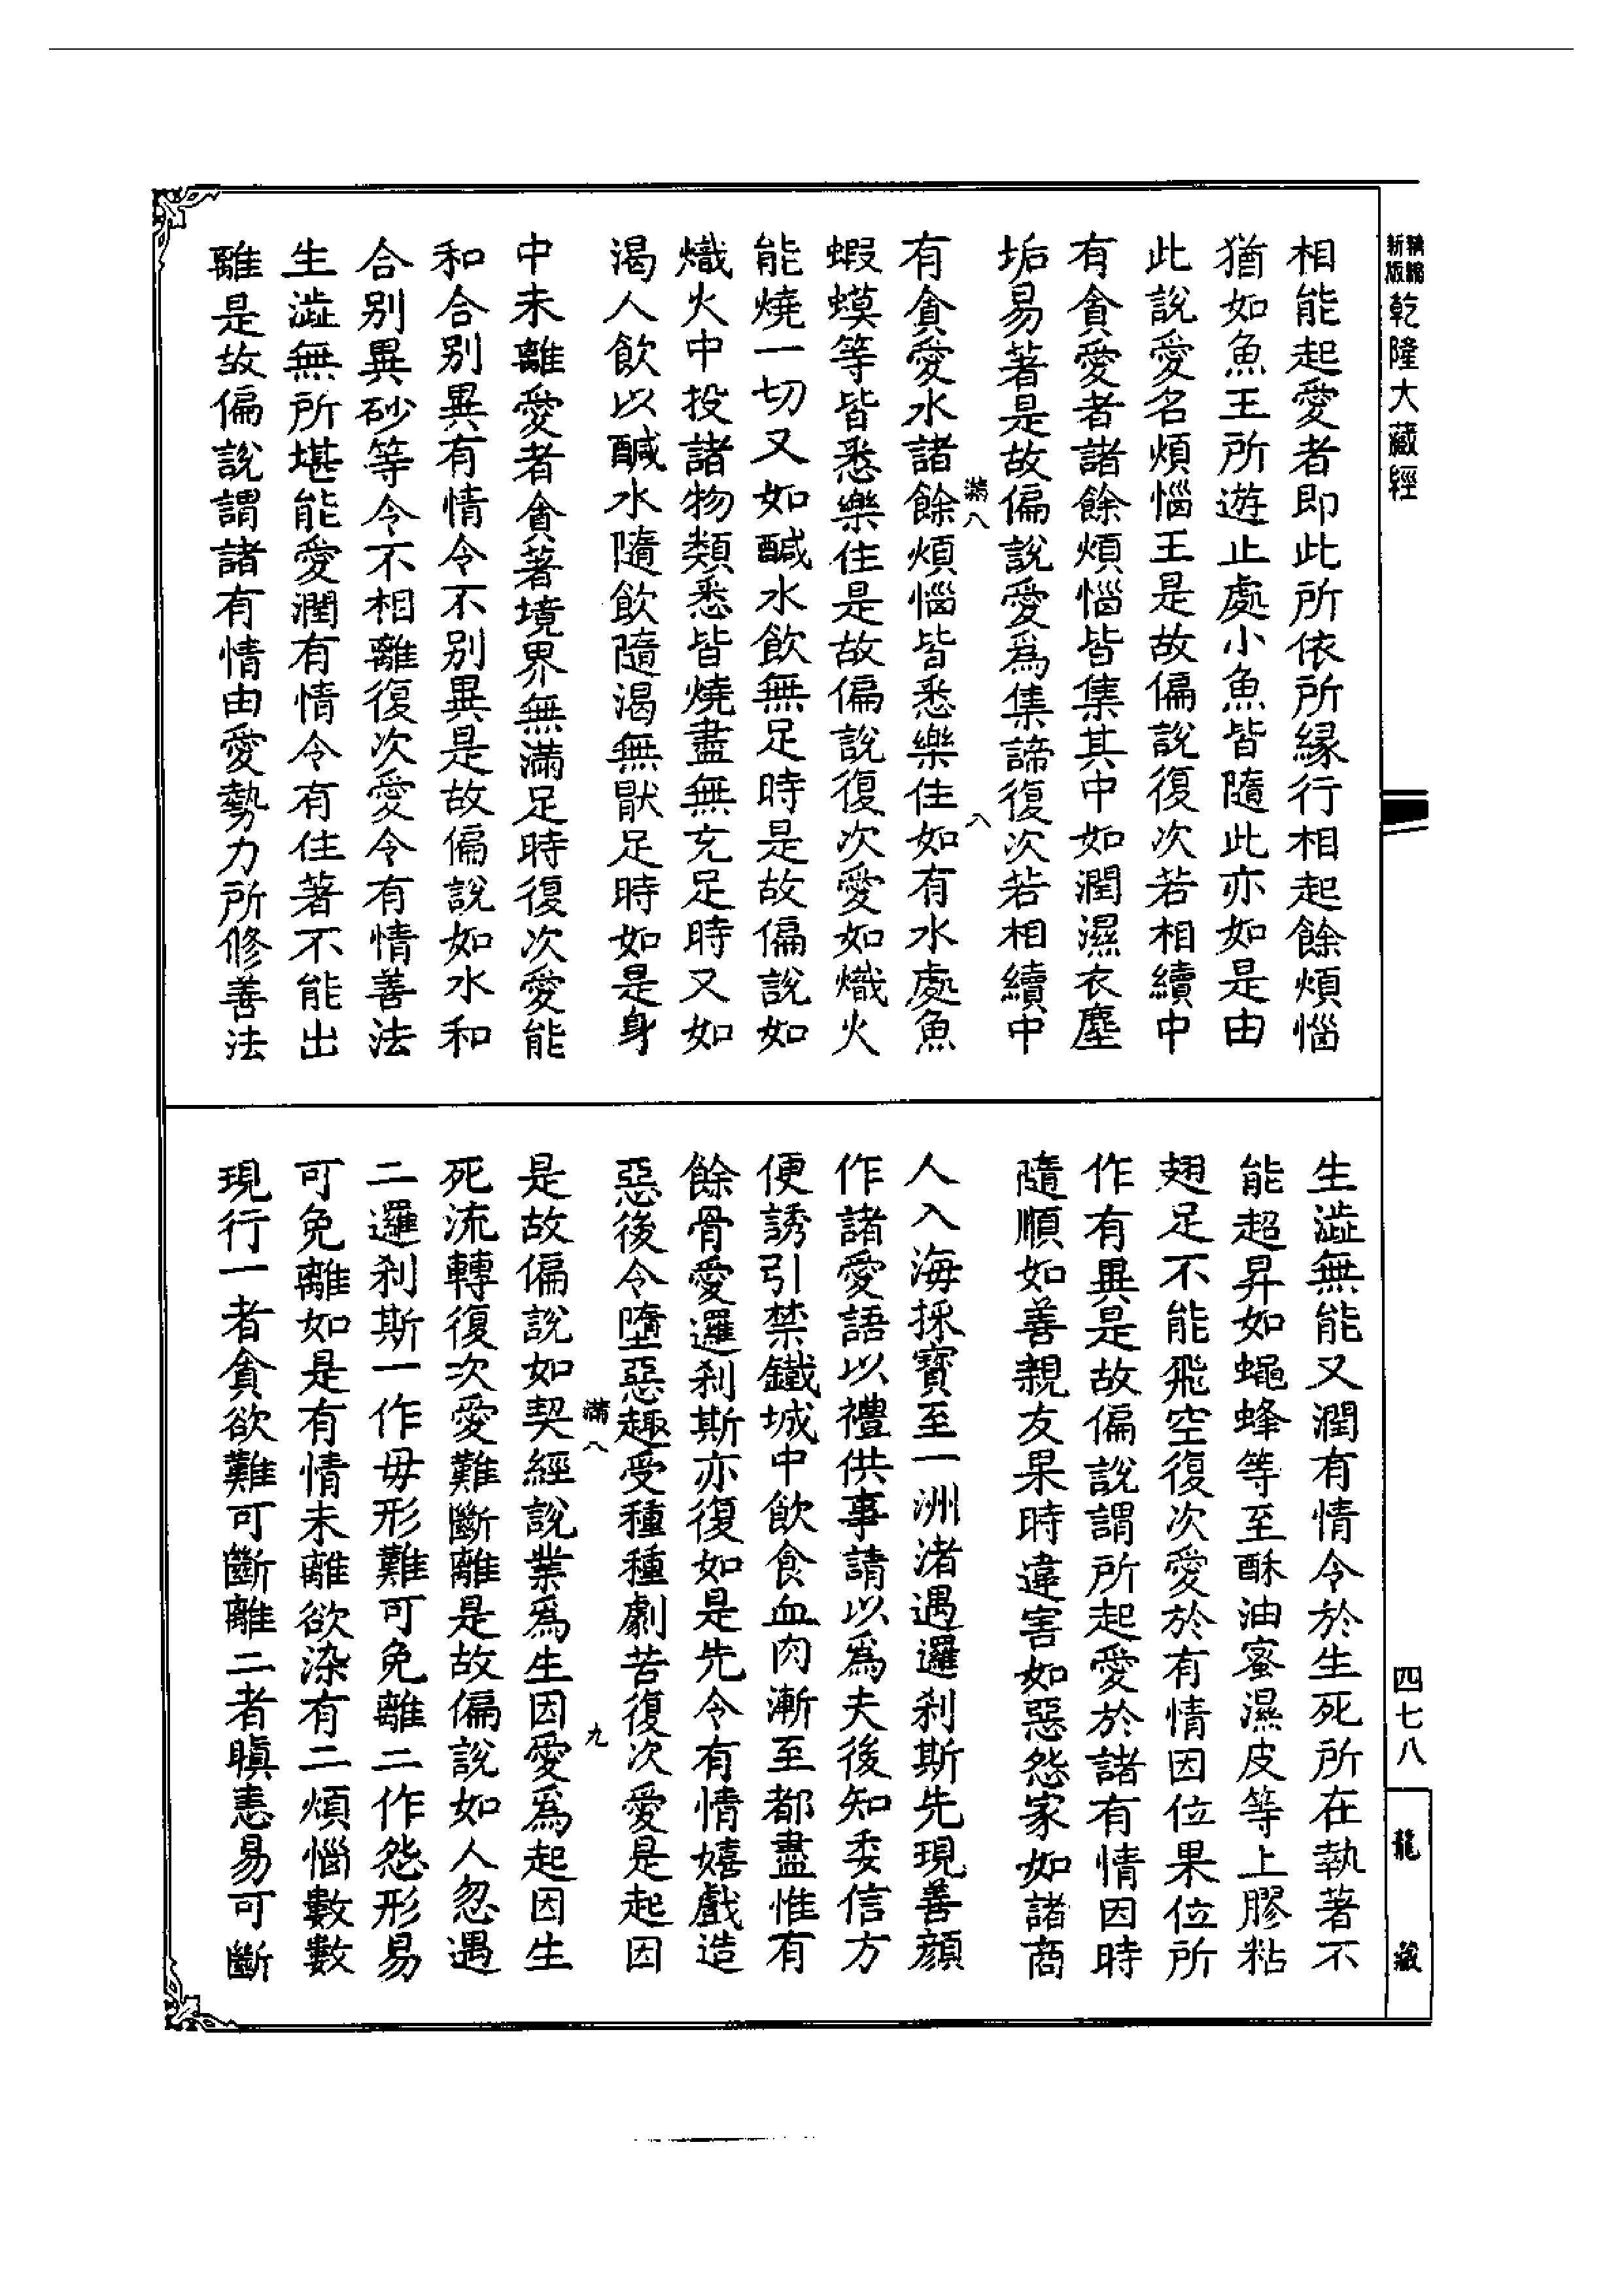 精縮新版
乾隆大藏經
相能起愛者即此所依所緣行相起餘煩惱
猶如魚王所遊止處小魚皆隨此亦如是由
此說愛名煩惱王是故偏說復次若相續中
有貪愛者諸餘煩惱皆集其中如潤濕衣塵
垢易著是故偏說愛爲集諦復次若相續中
滿八 八
有貪愛水諸餘煩惱皆悉樂住如有水處魚
蝦蟆等皆悉樂住是故偏說復次愛如熾火
能燒一切又如醎水飲無足時是故偏說如
熾火中投諸物類悉皆燒盡無充足時又如
渴人飲以醎水隨飲隨渴無猒足時如是身
中未離愛者貪著境界無滿足時復次愛能
和合別異有情令不別異是故偏說如水和
合別異砂等令不相離復次愛令有情善法
生澁無所堪能愛潤有情令有住著不能出
離是故偏說謂諸有情由愛勢力所修善法
生澁無能又潤有情令於生死所在執著不
能超昇如蠅蜂等至酥油蜜濕皮等上膠粘
翅足不能飛空復次愛於有情因位果位所
作有異是故偏說謂所起愛於諸有情因時
隨順如善親友果時違害如惡怨家如諸商
人入海採寶至一洲渚遇邏刹斯先現善顔
作諸愛語以禮供事請以爲夫後知委信方
便誘引禁鐵城中飲食血肉漸至都盡惟有
餘骨愛邏刹斯亦復如是先令有情嬉戲造
惡後令墮惡趣受種種劇苦復次愛是起因
滿八 九
是故偏說如契經說業爲生因愛爲起因生
死流轉復次愛難斷離是故偏說如人忽遇
二邏刹斯一作毋形難可免離二作怨形易
可免離如是有情未離欲染有二煩惱數數
現行一者貪欲難可斷離二者瞋恚易可斷
四七八
龍藏